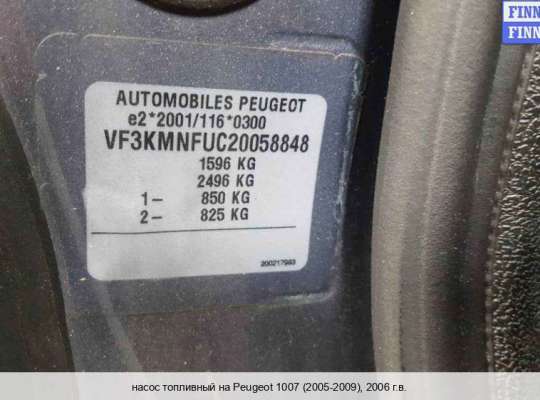 FINN
FINN
AUTOMOBILES PEUGEOT
e2*2001/116*0300
VF3KMNFUC20058848
1596 KG
2496 KG
1- 850 KG
2- 825 KG
200217983
насос топливный на Peugeot 1007 (2005-2009), 2006 г.в.